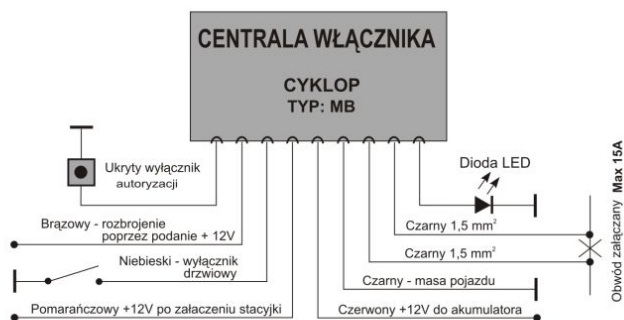 CENTRALA WŁĄCZNIKA
CYKLOP
TYP: MB
Ukryty wyłącznik
autoryzacji
Dioda LED
Brązowy - rozbrojenie
poprzez podanie + 12V
Czarny 1,5 mm²
Niebieski - wyłącznik
drzwiowy
Czarny 1,5 mm²
Czarny - masa pojazdu
Pomarańczowy +12V po załaczeniu stacyjki
Czerwony +12V do akumulatora
Obwód załączany Max 15A